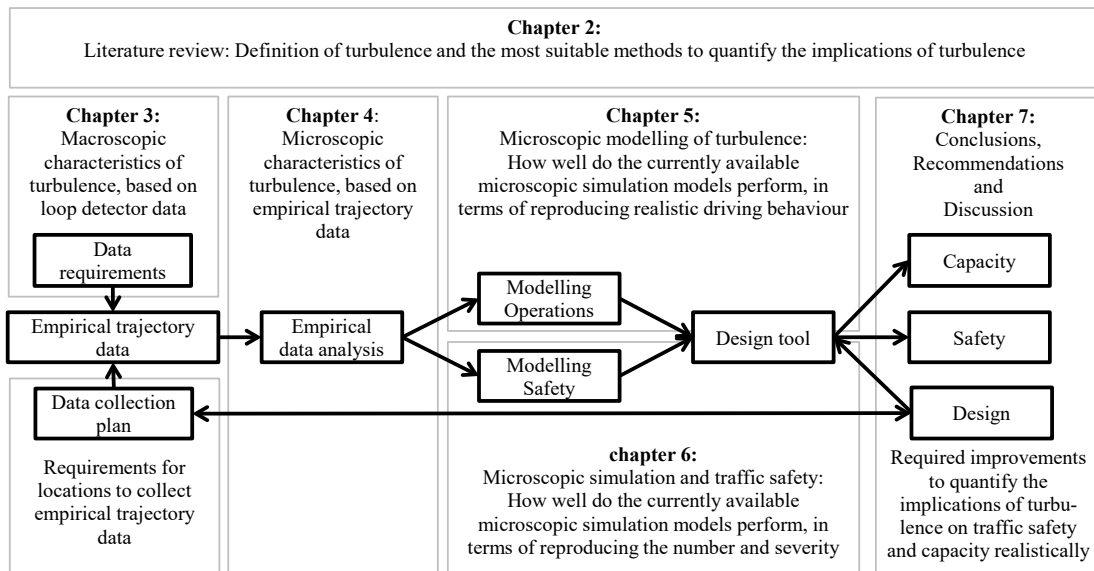 Chapter 2:
Literature review: Definition of turbulence and the most suitable methods to quantify the implications of turbulence
Chapter 3:
Macroscopic
characteristics of
turbulence, based on
loop detector data
Data
requirements
Empirical trajectory
data
Data collection
plan
Requirements for
locations to collect
empirical trajectory
data
Chapter 4:
Microscopic
characteristics of
turbulence, based on
empirical trajectory
data
Empirical
data analysis
Chapter 5:
Microscopic modelling of turbulence:
How well do the currently available
microscopic simulation models perform, in
terms of reproducing realistic driving behaviour
Modelling
Operations
Modelling
Safety
Design tool
chapter 6:
Microscopic simulation and traffic safety:
How well do the currently available
microscopic simulation models perform, in
terms of reproducing the number and severity
Chapter 7:
Conclusions,
Recommendations
and
Discussion
Capacity
Safety
Design
Required improvements
to quantify the
implications of turbu-
lence on traffic safety
and capacity realistically